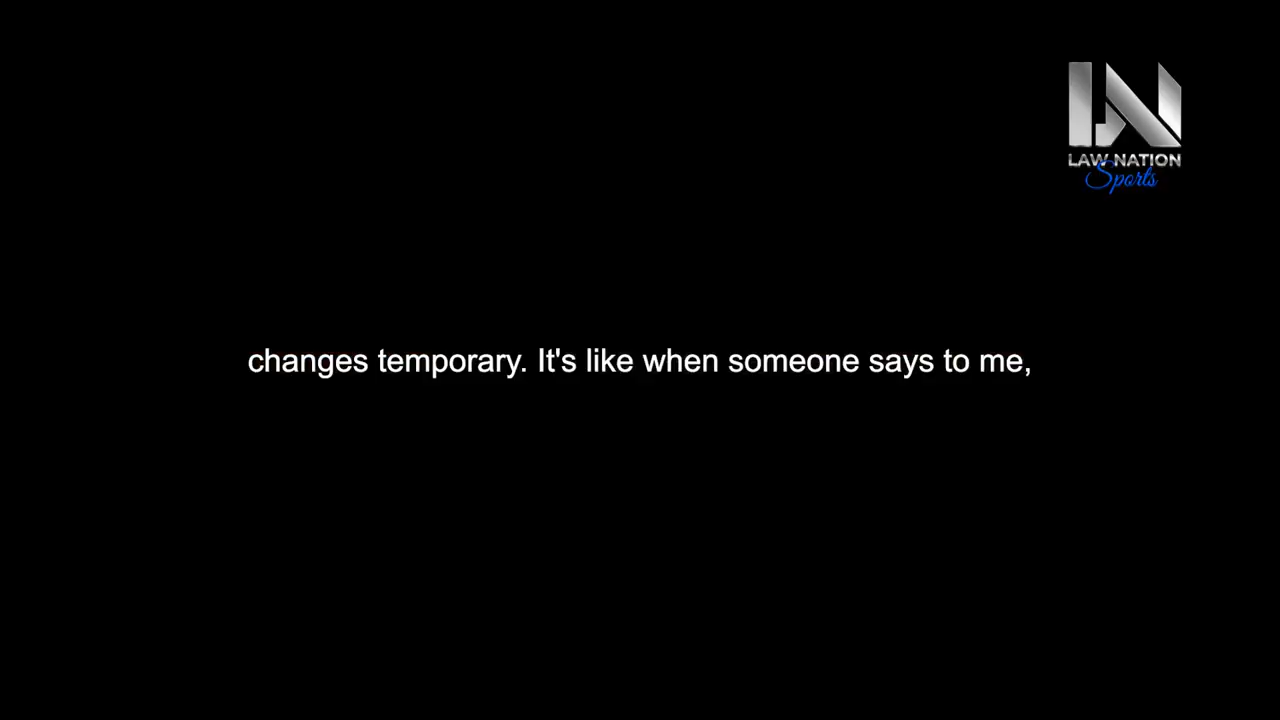 LAW NATION
Sports
changes temporary. It's like when someone says to me,